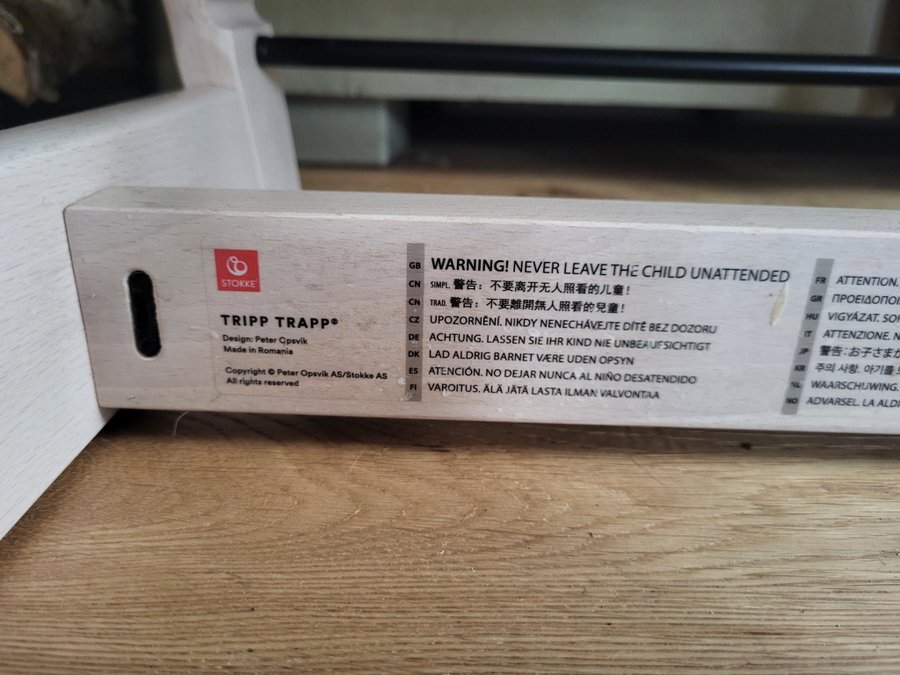 STOKKE
TRIPP TRAPP®
Design: Peter Opsvik
Made in Romania
Copyright © Peter Opsvik AS/Stokke AS
All rights reserved
GB WARNING! NEVER LEAVE THE CHILD UNATTENDED
CN SIMPL. 警告：不要离开无人照看的儿童！
CN TRAD. 警告：不要離開無人照看的兒童！
CZ UPOZORNĚNÍ. NIKDY NENECHÁVEJTE DÍTĚ BEZ DOZORU
DE ACHTUNG. LASSEN SIE IHR KIND NIE UNBEAUFSICHTIGT
DK LAD ALDRIG BARNET VÆRE UDEN OPSYN
ES ATENCIÓN. NO DEJAR NUNCA AL NIÑO DESATENDIDO
FI VAROITUS. ÄLÄ JÄTÄ LASTA ILMAN VALVONTAA
FR ATTENTION.
GR ΠΡΟΕΙΔΟΠΟΙ
HU VIGYÁZAT. SO
IT ATTENZIONE. N
JP 警告：お子さまが
KR 주의 사항. 아기를
NL WAARSCHUWING.
NO ADVARSEL. LA ALD